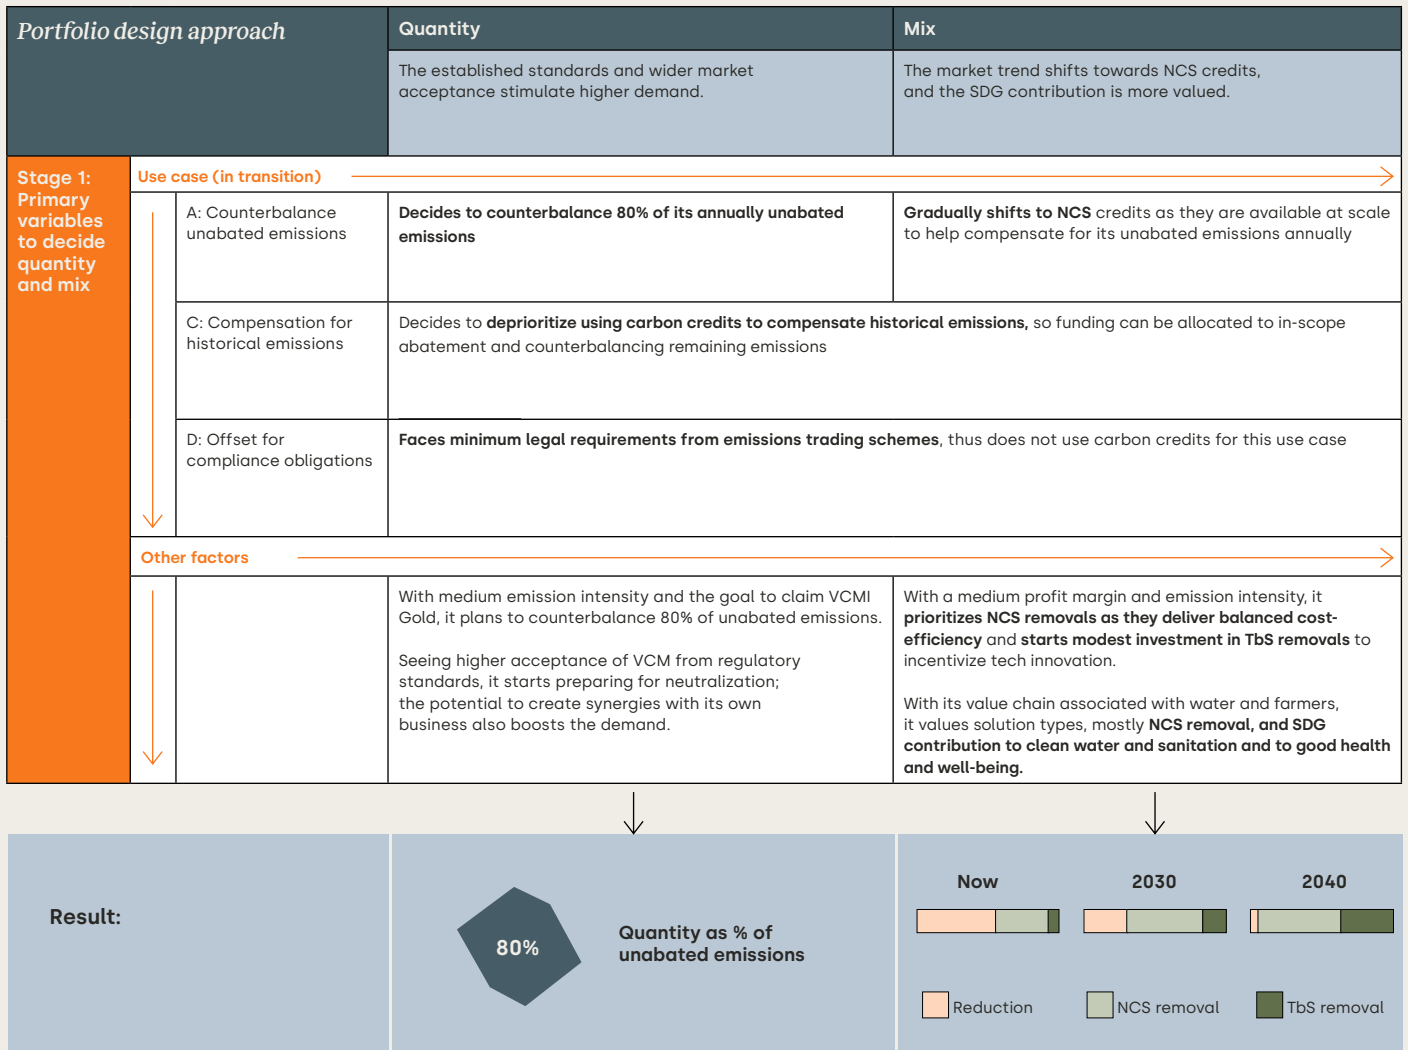 Portfolio design approach
Quantity
Mix
The established standards and wider market
acceptance stimulate higher demand.
The market trend shifts towards NCS credits,
and the SDG contribution is more valued.
Stage 1:
Primary
variables
to decide
quantity
and mix
Use case (in transition)
A: Counterbalance
unabated emissions
Decides to counterbalance 80% of its annually unabated
emissions
Gradually shifts to NCS credits as they are available at scale
to help compensate for its unabated emissions annually
C: Compensation for
historical emissions
Decides to deprioritize using carbon credits to compensate historical emissions, so funding can be allocated to in-scope
abatement and counterbalancing remaining emissions
D: Offset for
compliance obligations
Faces minimum legal requirements from emissions trading schemes, thus does not use carbon credits for this use case
Other factors
With medium emission intensity and the goal to claim VCMI
Gold, it plans to counterbalance 80% of unabated emissions.
Seeing higher acceptance of VCM from regulatory
standards, it starts preparing for neutralization;
the potential to create synergies with its own
business also boosts the demand.
With a medium profit margin and emission intensity, it
prioritizes NCS removals as they deliver balanced cost-
efficiency and starts modest investment in TbS removals to
incentivize tech innovation.
With its value chain associated with water and farmers,
it values solution types, mostly NCS removal, and SDG
contribution to clean water and sanitation and to good health
and well-being.
Result:
80%
Quantity as % of
unabated emissions
Now
2030
2040
Reduction
NCS removal
TbS removal